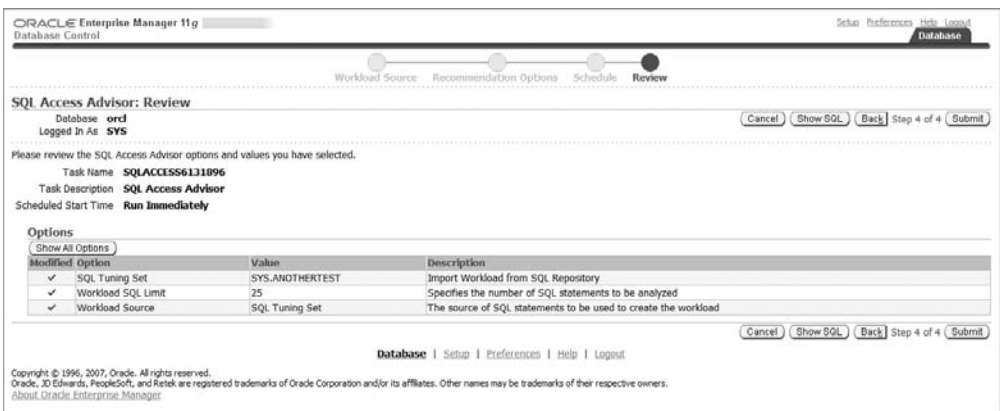 ORACLE Enterprise Manager 11g
Database Control
Setup Preferences Help Logout
Database
Workload Source Recommendation Options Schedule Review
SQL Access Advisor: Review
Database orcl
Logged In As SYS
Cancel Show SQL Back Step 4 of 4 Submit
Please review the SQL Access Advisor options and values you have selected.
Task Name SQLACCESS6131896
Task Description SQL Access Advisor
Scheduled Start Time Run Immediately
Options
Show All Options
Modified Option Value Description
✓ SQL Tuning Set SYS.ANOTHERTEST Import Workload from SQL Repository
✓ Workload SQL Limit 25 Specifies the number of SQL statements to be analyzed
✓ Workload Source SQL Tuning Set The source of SQL statements to be used to create the workload
Cancel Show SQL Back Step 4 of 4 Submit
Database | Setup | Preferences | Help | Logout
Copyright © 1996, 2007, Oracle. All rights reserved.
Oracle, JD Edwards, PeopleSoft, and Retek are registered trademarks of Oracle Corporation and/or its affiliates. Other names may be trademarks of their respective owners.
About Oracle Enterprise Manager